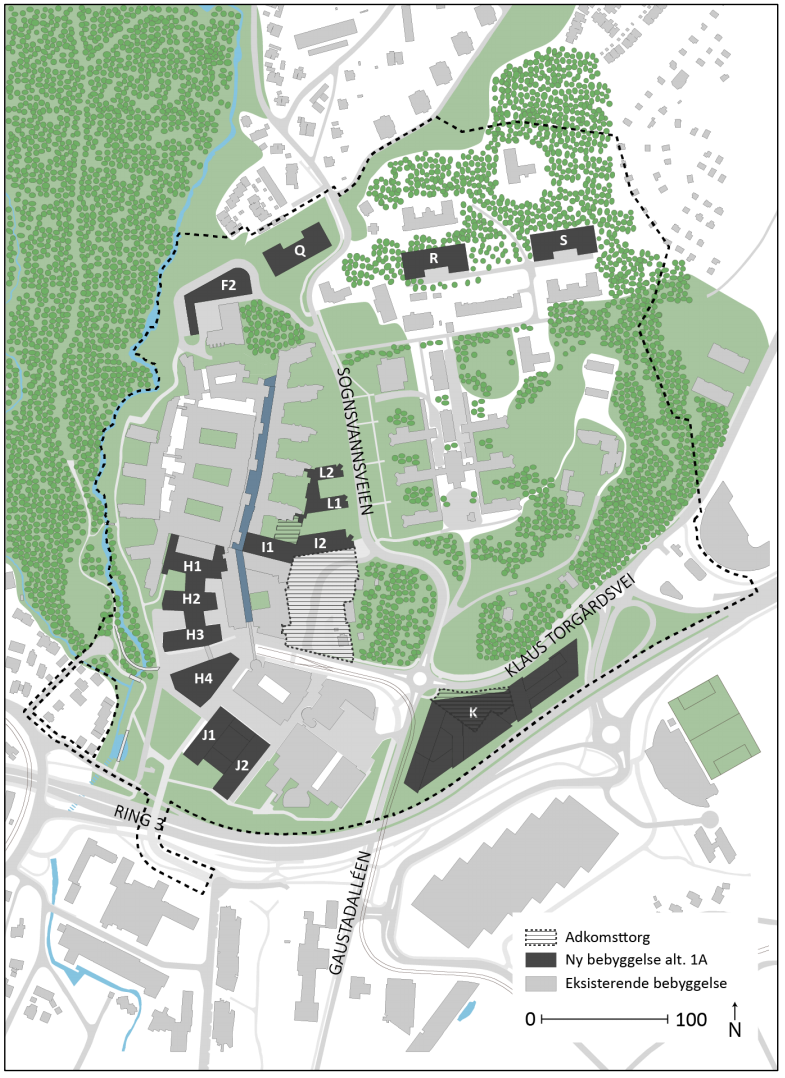 Q
S
R
F2
SOGNSVANNSVEIEN
L2
L1
I1
I2
H1
H2
H3
H4
KLAUS TORGÅRDSVEI
K
J1
J2
RING 3
GAUSTADALLÉEN
Adkomsttorg
Ny bebyggelse alt. 1A
Eksisterende bebyggelse
0 100
N